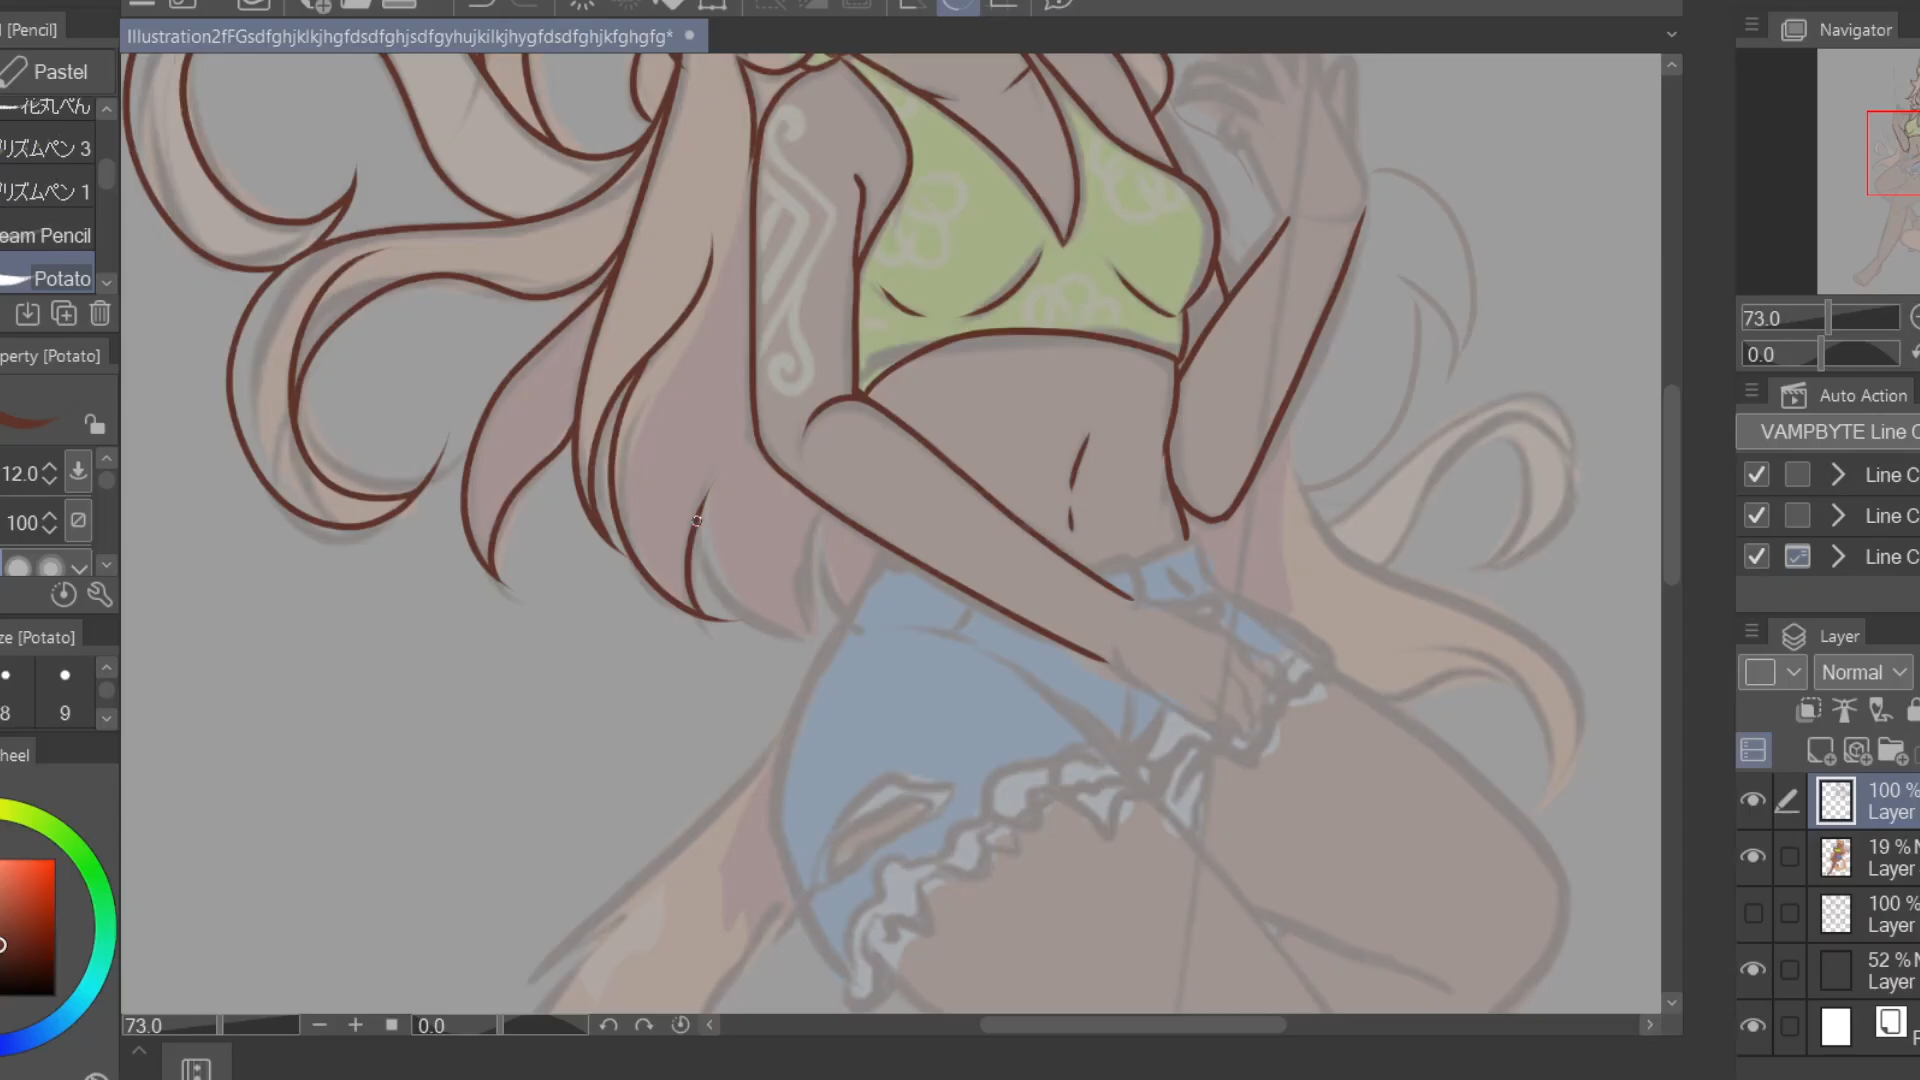 [Pencil]
Illustration2fFGsdfghjklkjhgfdsdfghjsdfgyhujkilkjhygfdsdfghjkfghgfg*
Navigator
Pastel
花丸ぺん
リズムペン 3
リズムペン 1
eam Pencil
Potato
73.0
0.0
perty [Potato]
Auto Action
VAMPBYTE Line C
12.0
Line C
100
Line C
Line C
ze [Potato]
Layer
Normal
8
9
heel
100 %
Layer
19 %
Layer
100 %
Layer
52 %
Layer
73.0
0.0